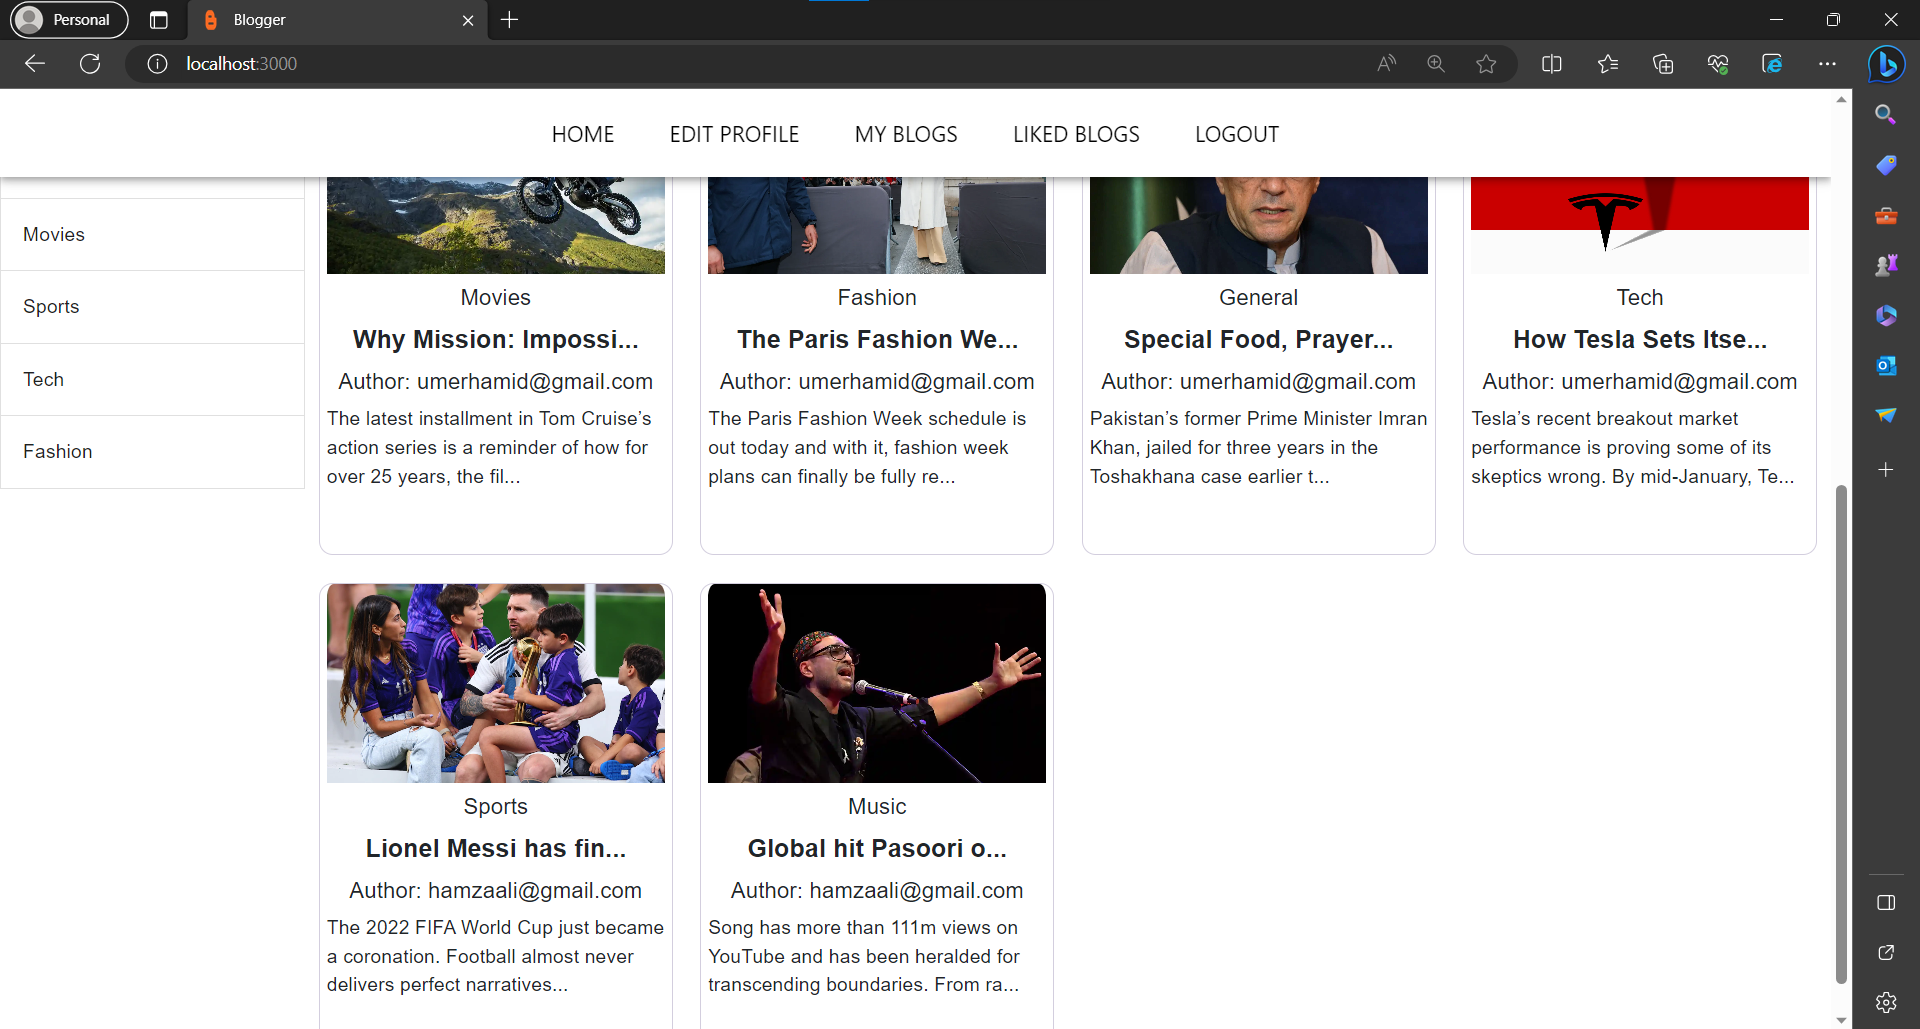 Personal
Blogger
localhost:3000
HOME
EDIT PROFILE
MY BLOGS
LIKED BLOGS
LOGOUT
Movies
Sports
Tech
Fashion
Movies
Why Mission: Impossi...
Author: umerhamid@gmail.com
The latest installment in Tom Cruise’s
action series is a reminder of how for
over 25 years, the fil...
Fashion
The Paris Fashion We...
Author: umerhamid@gmail.com
The Paris Fashion Week schedule is
out today and with it, fashion week
plans can finally be fully re...
General
Special Food, Prayer...
Author: umerhamid@gmail.com
Pakistan’s former Prime Minister Imran
Khan, jailed for three years in the
Toshakhana case earlier t...
Tech
How Tesla Sets Itse...
Author: umerhamid@gmail.com
Tesla’s recent breakout market
performance is proving some of its
skeptics wrong. By mid-January, Te...
Sports
Lionel Messi has fin...
Author: hamzaali@gmail.com
The 2022 FIFA World Cup just became
a coronation. Football almost never
delivers perfect narratives...
Music
Global hit Pasoori o...
Author: hamzaali@gmail.com
Song has more than 111m views on
YouTube and has been heralded for
transcending boundaries. From ra...